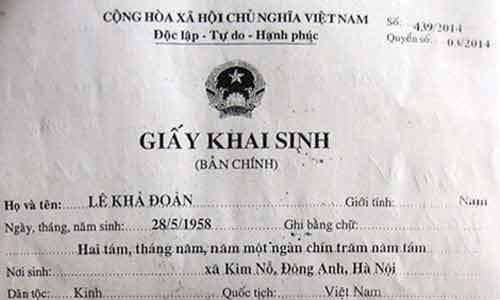 CỘNG HÒA XÃ HỘI CHỦ NGHĨA VIỆT NAM
Độc lập - Tự do - Hạnh phúc
Số: 439/2014
Quyển số: 03/2014
GIẤY KHAI SINH
(BẢN CHÍNH)
Họ và tên: LÊ KHẢ ĐOÀN Giới tính: Nam
Ngày, tháng, năm sinh: 28/5/1958 Ghi bằng chữ:
Hai tám, tháng năm, năm một ngàn chín trăm năm tám
Nơi sinh: xã Kim Nỗ, Đông Anh, Hà Nội
Dân tộc: Kinh Quốc tịch: Việt Nam